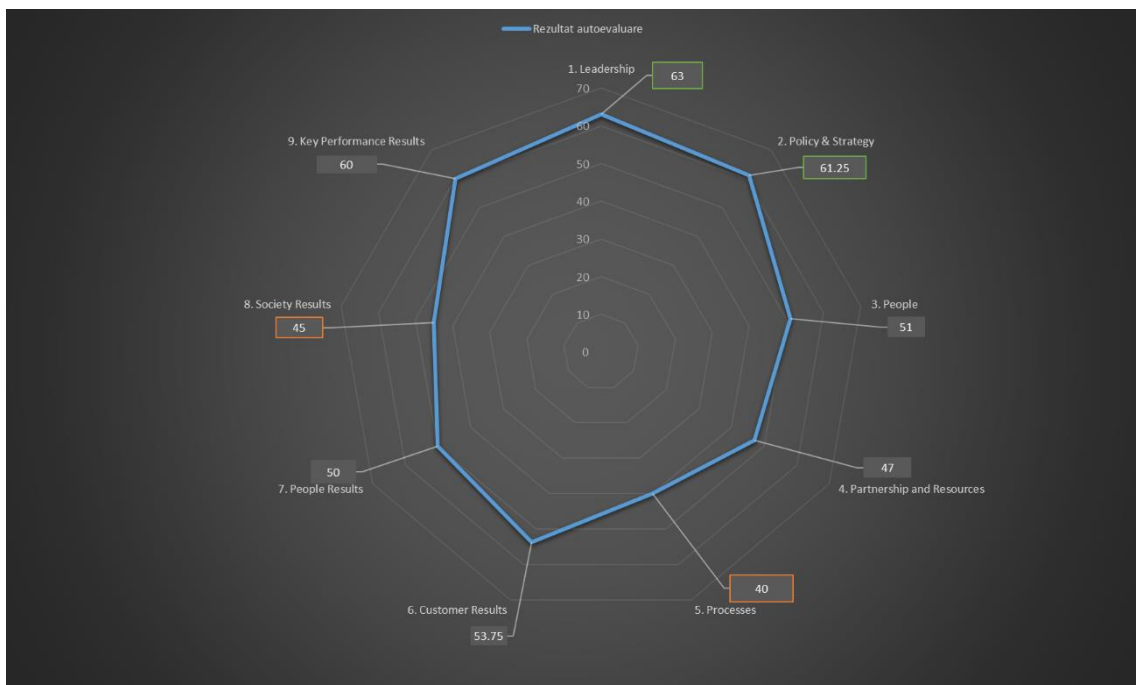 Rezultat autoevaluare
1. Leadership
63
70
60
50
40
30
20
10
0
2. Policy & Strategy
61.25
3. People
51
47
4. Partnership and Resources
40
5. Processes
6. Customer Results
53.75
50
7. People Results
8. Society Results
45
9. Key Performance Results
60